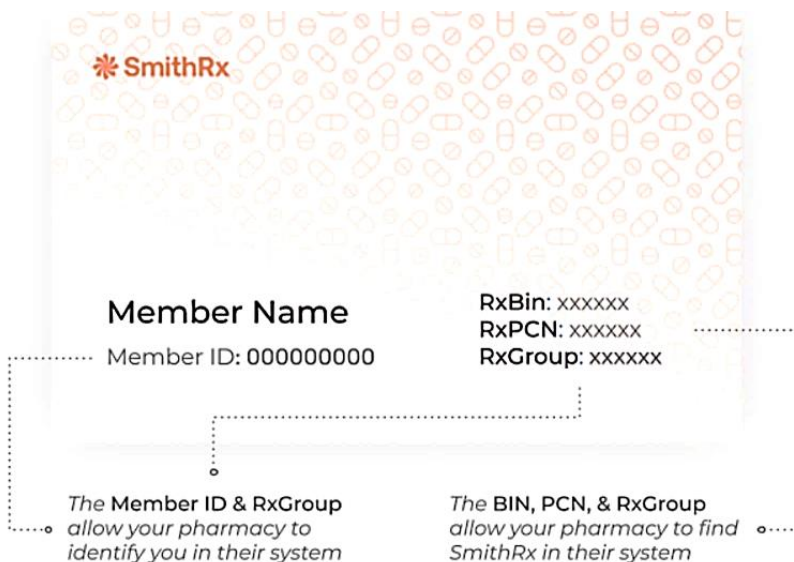 SmithRx
Member Name
Member ID: 000000000
RxBin: xxxxxx
RxPCN: xxxxxx
RxGroup: xxxxxx
The Member ID & RxGroup
allow your pharmacy to
identify you in their system
The BIN, PCN, & RxGroup
allow your pharmacy to find
SmithRx in their system